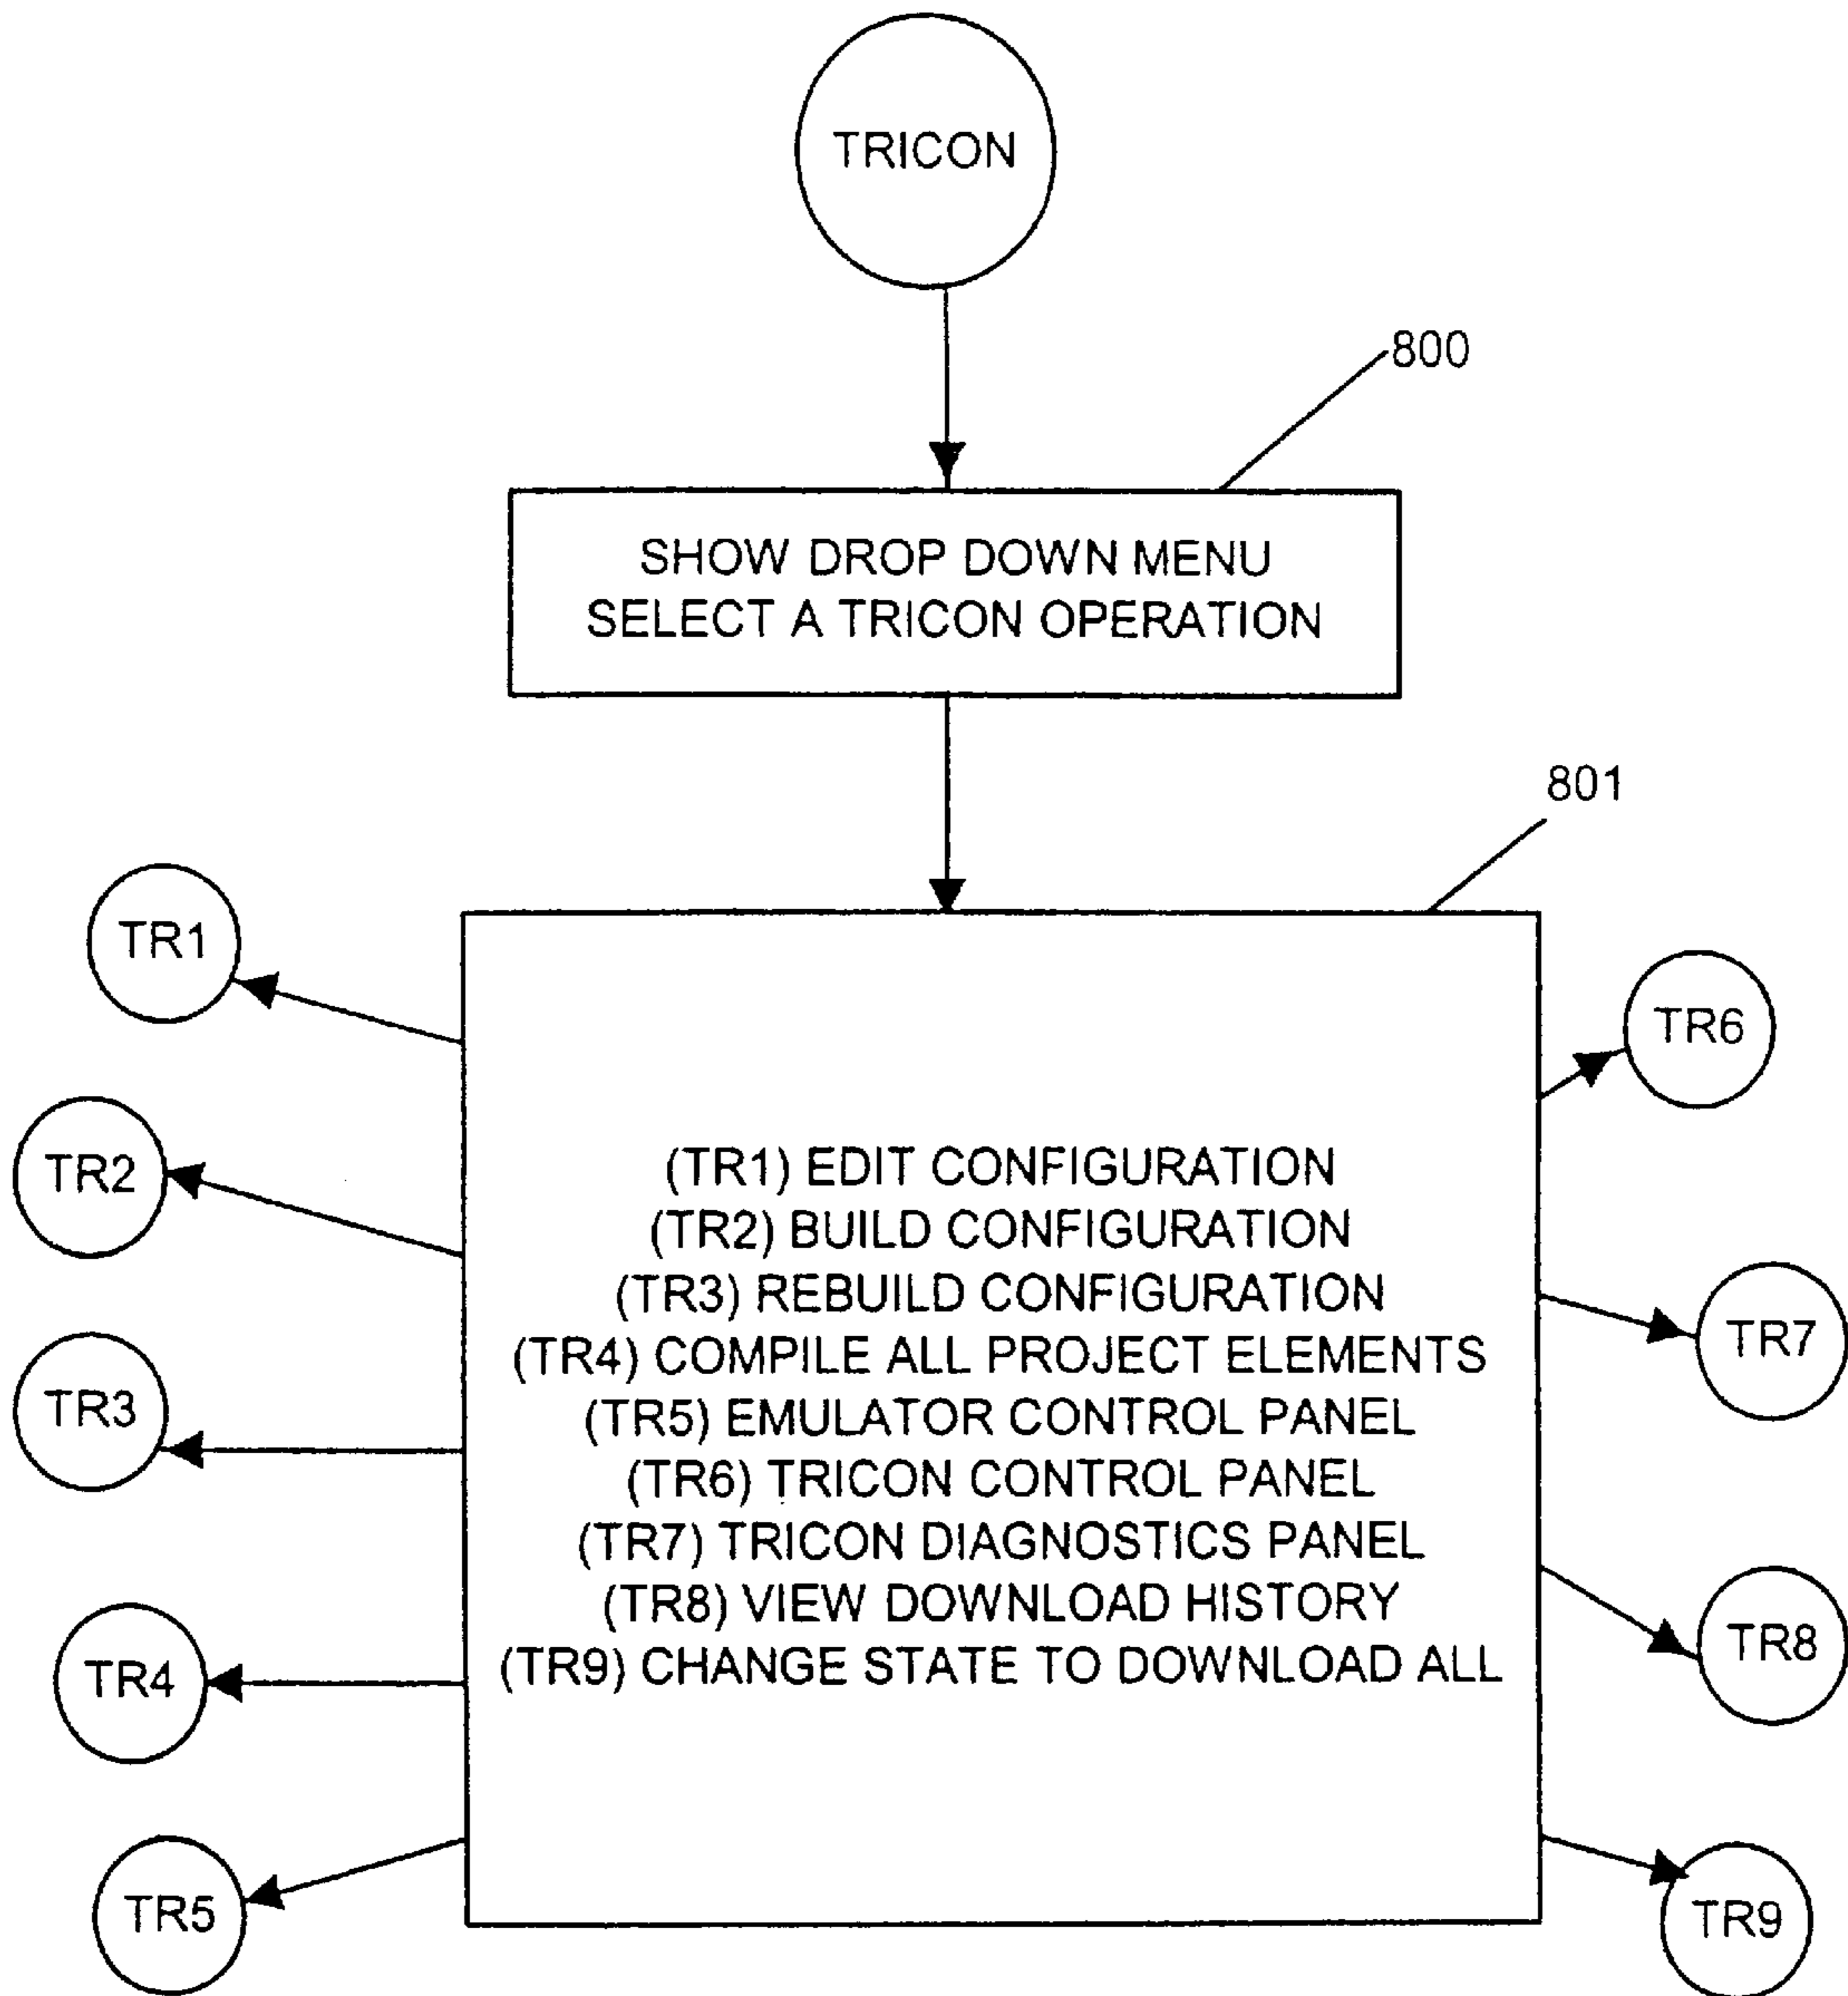 TRICON
800
SHOW DROP DOWN MENU
SELECT A TRICON OPERATION
801
TR1
TR2
TR3
TR4
TR5
(TR1) EDIT CONFIGURATION
(TR2) BUILD CONFIGURATION
(TR3) REBUILD CONFIGURATION
(TR4) COMPILE ALL PROJECT ELEMENTS
(TR5) EMULATOR CONTROL PANEL
(TR6) TRICON CONTROL PANEL
(TR7) TRICON DIAGNOSTICS PANEL
(TR8) VIEW DOWNLOAD HISTORY
(TR9) CHANGE STATE TO DOWNLOAD ALL
TR6
TR7
TR8
TR9